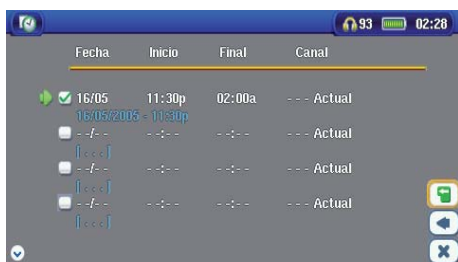 93 02:28
Fecha Inicio Final Canal
16/05 11:30p 02:00a - - - Actual
16/05/2005 - 11:30p
- -/- - - -:- - - -:- - - - - Actual
[ . . . ]
- -/- - - -:- - - -:- - - - - Actual
[ . . . ]
- -/- - - -:- - - -:- - - - - Actual
[ . . . ]